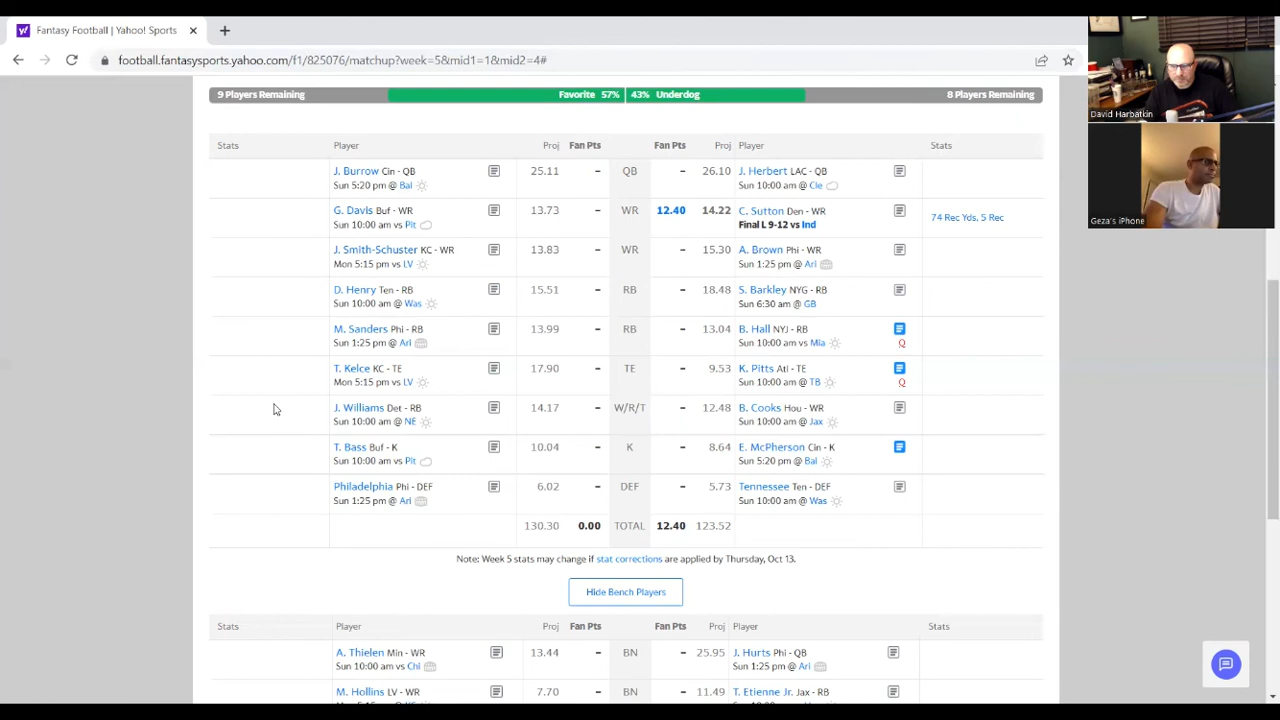 Fantasy Football | Yahoo! Sports
football.fantasysports.yahoo.com/f1/825076/matchup?week=5&mid1=1&mid2=4#
David Harbatkin
Geza's iPhone
9 Players Remaining Favorite 57% 43% Underdog 8 Players Remaining
Stats Player Proj Fan Pts Fan Pts Proj Player Stats
J. Burrow Cin - QB 25.11 – QB – 26.10 J. Herbert LAC - QB
Sun 5:20 pm @ Bal Sun 10:00 am @ Cle
G. Davis Buf - WR 13.73 – WR 12.40 14.22 C. Sutton Den - WR 74 Rec Yds, 5 Rec
Sun 10:00 am vs Pit Final L 9-12 vs Ind
J. Smith-Schuster KC - WR 13.83 – WR – 15.30 A. Brown Phi - WR
Mon 5:15 pm vs LV Sun 1:25 pm @ Ari
D. Henry Ten - RB 15.51 – RB – 18.48 S. Barkley NYG - RB
Sun 10:00 am @ Was Sun 6:30 am @ GB
M. Sanders Phi - RB 13.99 – RB – 13.04 B. Hall NYJ - RB
Sun 1:25 pm @ Ari Sun 10:00 am vs Mia Q
T. Kelce KC - TE 17.90 – TE – 9.53 K. Pitts Atl - TE
Mon 5:15 pm vs LV Sun 10:00 am @ TB Q
J. Williams Det - RB 14.17 – W/R/T – 12.48 B. Cooks Hou - WR
Sun 10:00 am @ NE Sun 10:00 am @ Jax
T. Bass Buf - K 10.04 – K – 8.64 E. McPherson Cin - K
Sun 10:00 am vs Pit Sun 5:20 pm @ Bal
Philadelphia Phi - DEF 6.02 – DEF – 5.73 Tennessee Ten - DEF
Sun 1:25 pm @ Ari Sun 10:00 am @ Was
130.30 0.00 TOTAL 12.40 123.52
Note: Week 5 stats may change if stat corrections are applied by Thursday, Oct 13.
Hide Bench Players
Stats Player Proj Fan Pts Fan Pts Proj Player Stats
A. Thielen Min - WR 13.44 – BN – 25.95 J. Hurts Phi - QB
Sun 10:00 am vs Chi Sun 1:25 pm @ Ari
M. Hollins LV - WR 7.70 – BN – 11.49 T. Etienne Jr. Jax - RB